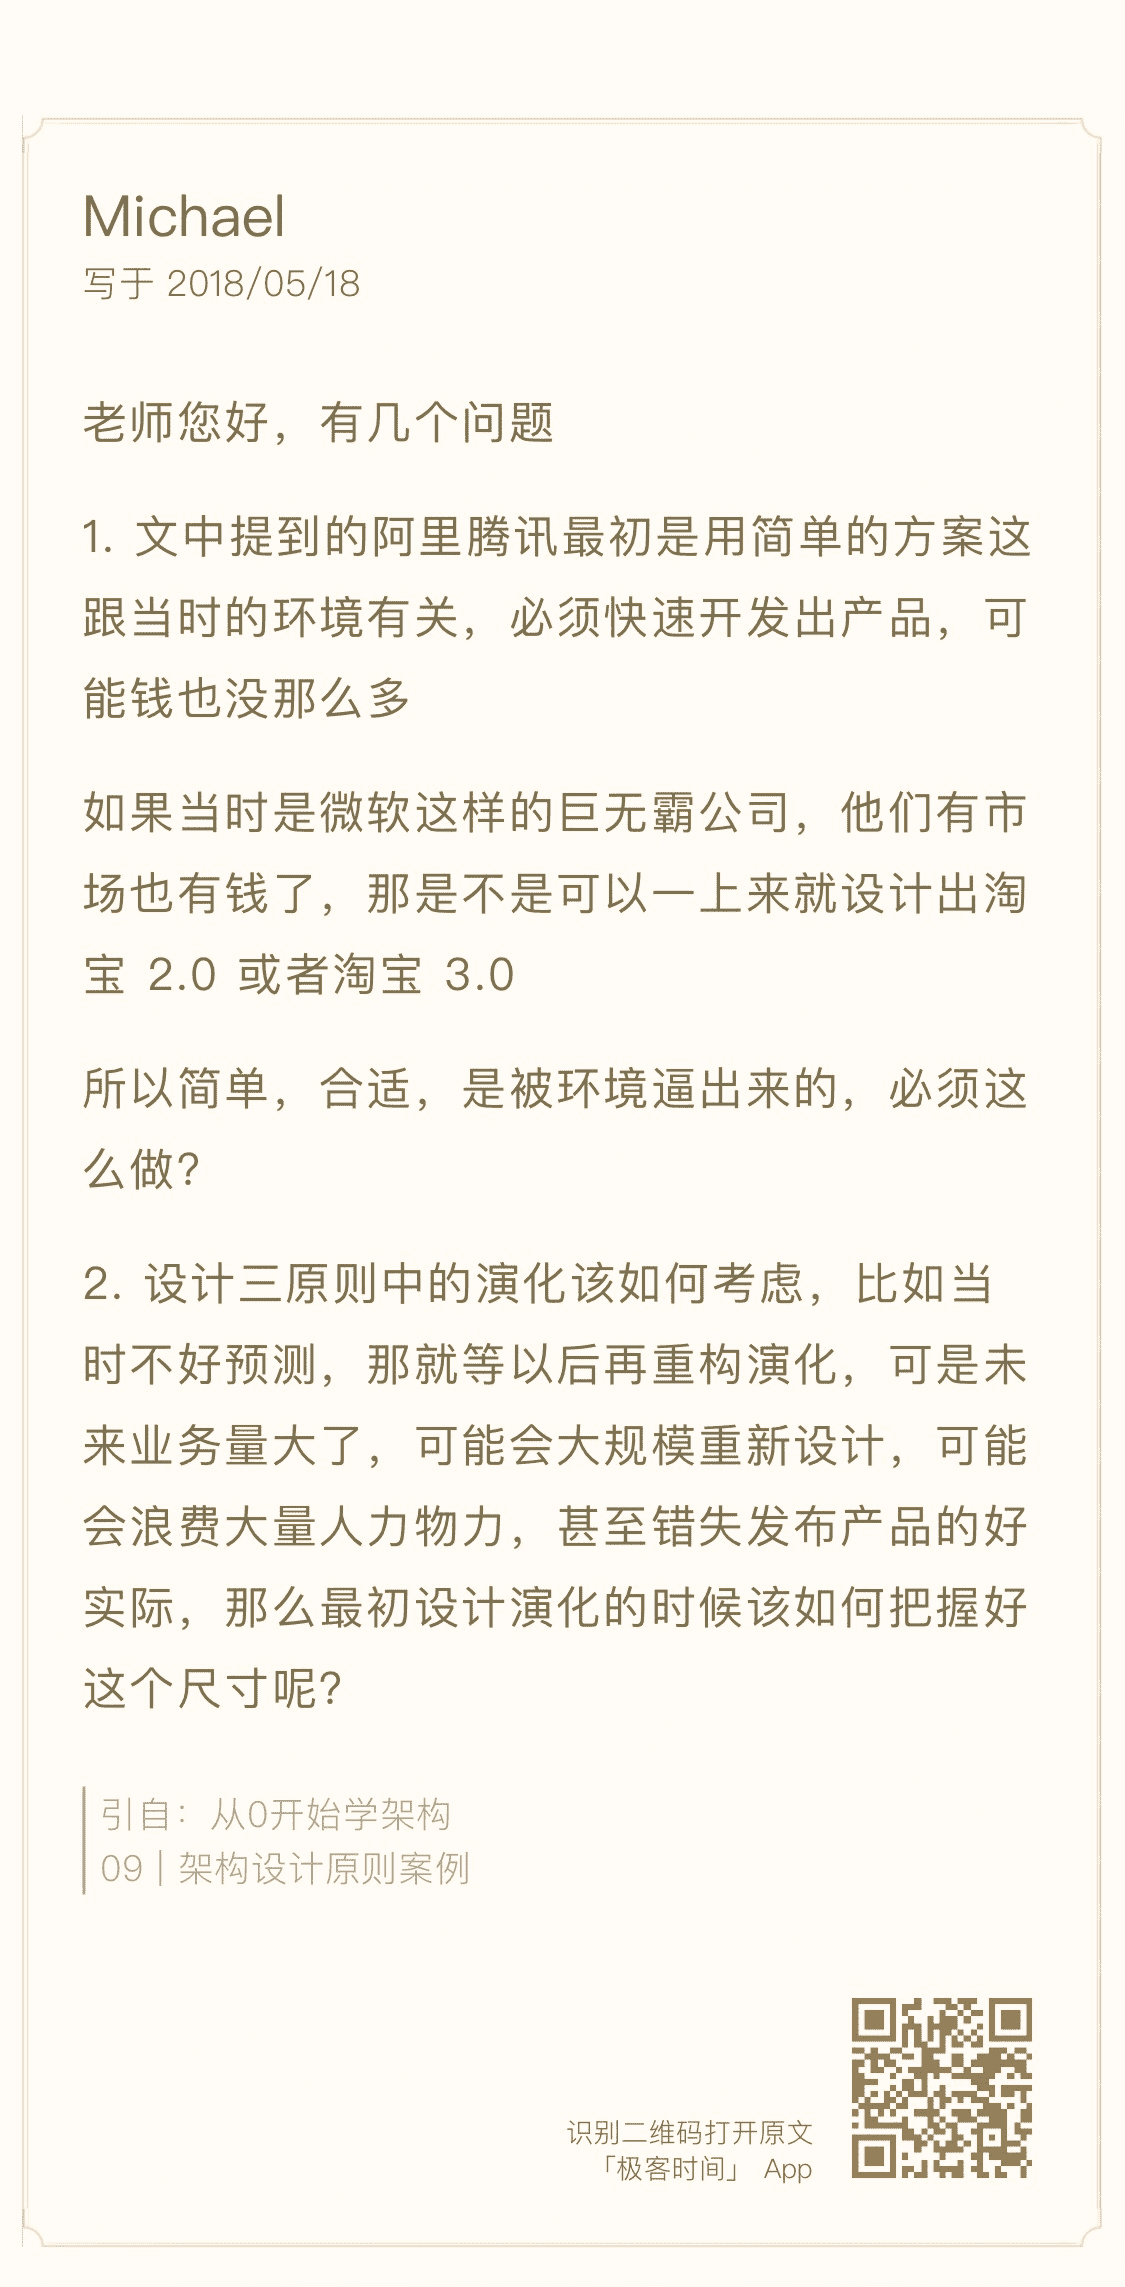 Michael
写于 2018/05/18
老师您好，有几个问题
1. 文中提到的阿里腾讯最初是用简单的方案这
跟当时的环境有关，必须快速开发出产品，可
能钱也没那么多
如果当时是微软这样的巨无霸公司，他们有市
场也有钱了，那是不是可以一上来就设计出淘
宝 2.0 或者淘宝 3.0
所以简单，合适，是被环境逼出来的，必须这
么做?
2. 设计三原则中的演化该如何考虑，比如当
时不好预测，那就等以后再重构演化，可是未
来业务量大了，可能会大规模重新设计，可能
会浪费大量人力物力，甚至错失发布产品的好
实际，那么最初设计演化的时候该如何把握好
这个尺寸呢?
引自：从0开始学架构
09 | 架构设计原则案例
识别二维码打开原文
「极客时间」 App